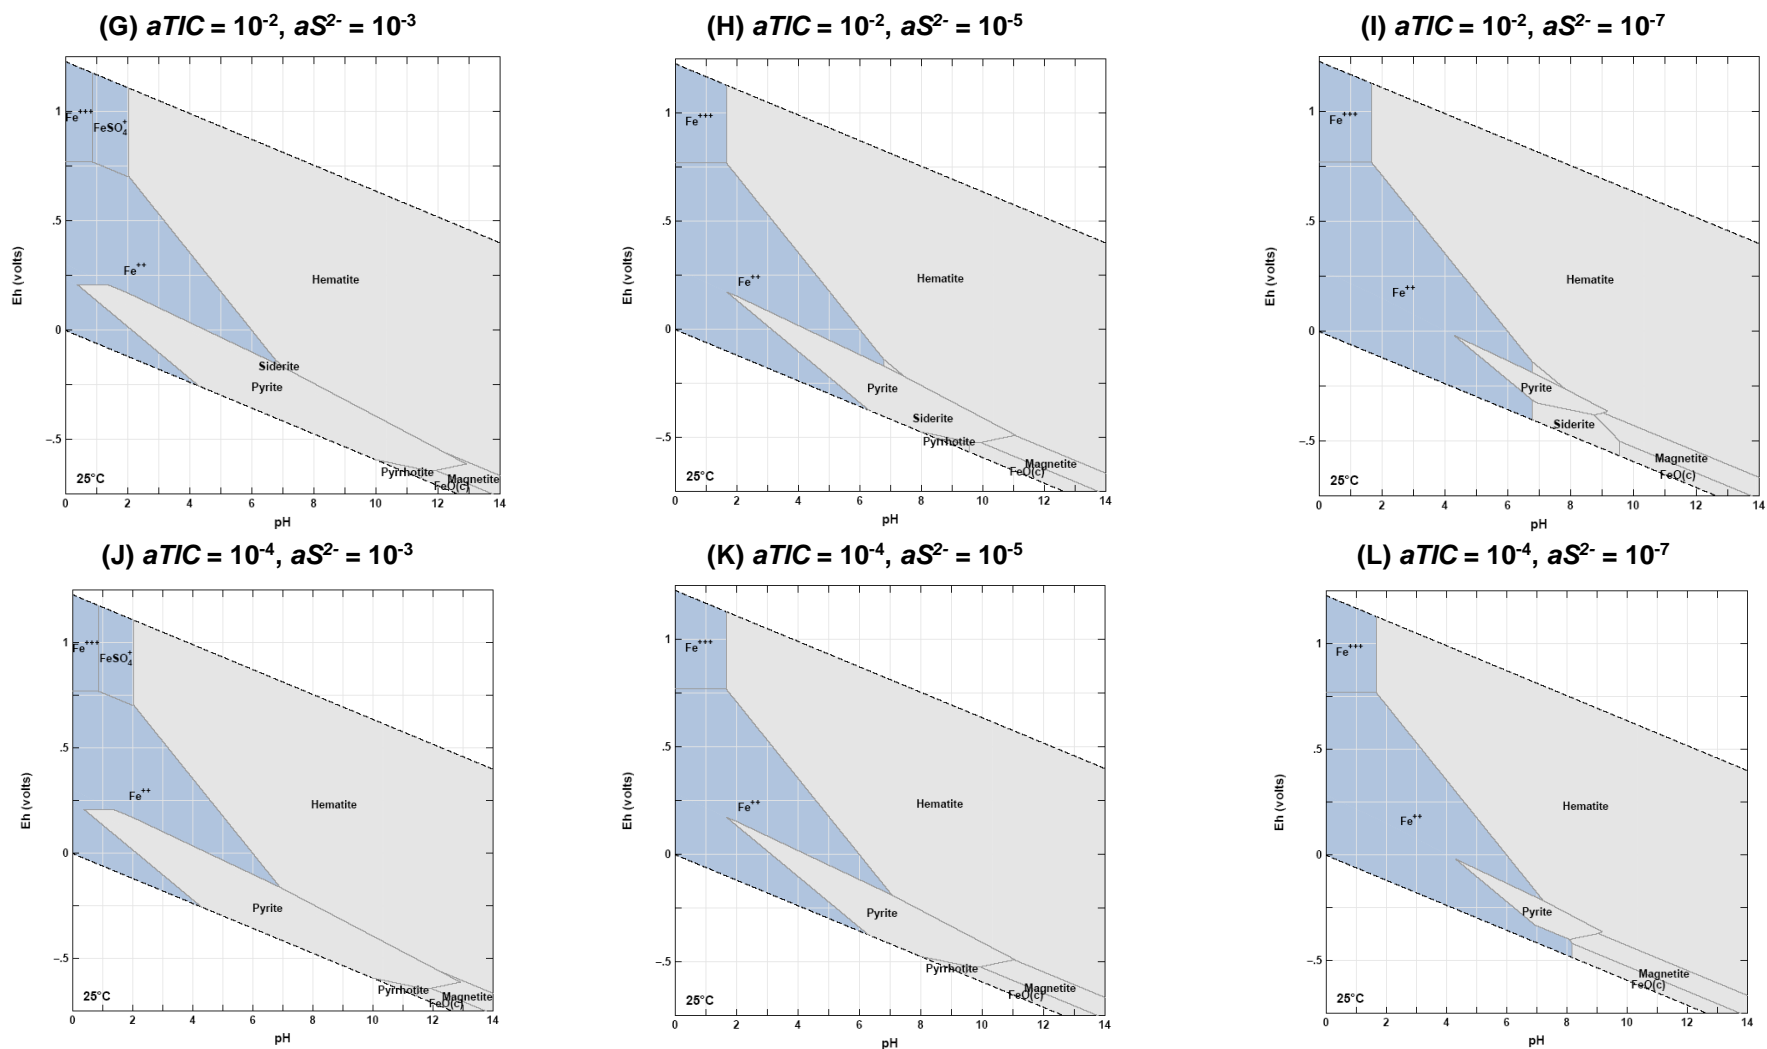 (G) aTIC = 10⁻², aS²⁻ = 10⁻³
(H) aTIC = 10⁻², aS²⁻ = 10⁻⁵
(I) aTIC = 10⁻², aS²⁻ = 10⁻⁷
Eh (volts)
1
.5
0
–.5
Fe⁺⁺⁺
FeSO₄⁺
Fe⁺⁺
Hematite
Siderite
Pyrite
Pyrrhotite
Magnetite
FeO(c)
25°C
0 2 4 6 8 10 12 14
pH
Eh (volts)
1
.5
0
–.5
Fe⁺⁺⁺
Fe⁺⁺
Hematite
Pyrite
Siderite
Pyrrhotite
Magnetite
FeO(c)
25°C
0 2 4 6 8 10 12 14
pH
Eh (volts)
1
.5
0
–.5
Fe⁺⁺⁺
Fe⁺⁺
Hematite
Pyrite
Siderite
Magnetite
FeO(c)
25°C
0 2 4 6 8 10 12 14
pH
(J) aTIC = 10⁻⁴, aS²⁻ = 10⁻³
(K) aTIC = 10⁻⁴, aS²⁻ = 10⁻⁵
(L) aTIC = 10⁻⁴, aS²⁻ = 10⁻⁷
Eh (volts)
1
.5
0
–.5
Fe⁺⁺⁺
FeSO₄⁺
Fe⁺⁺
Hematite
Pyrite
Pyrrhotite
Magnetite
FeO(c)
25°C
0 2 4 6 8 10 12 14
pH
Eh (volts)
1
.5
0
–.5
Fe⁺⁺⁺
Fe⁺⁺
Hematite
Pyrite
Pyrrhotite
Magnetite
FeO(c)
25°C
0 2 4 6 8 10 12 14
pH
Eh (volts)
1
.5
0
–.5
Fe⁺⁺⁺
Fe⁺⁺
Hematite
Pyrite
Magnetite
FeO(c)
25°C
0 2 4 6 8 10 12 14
pH